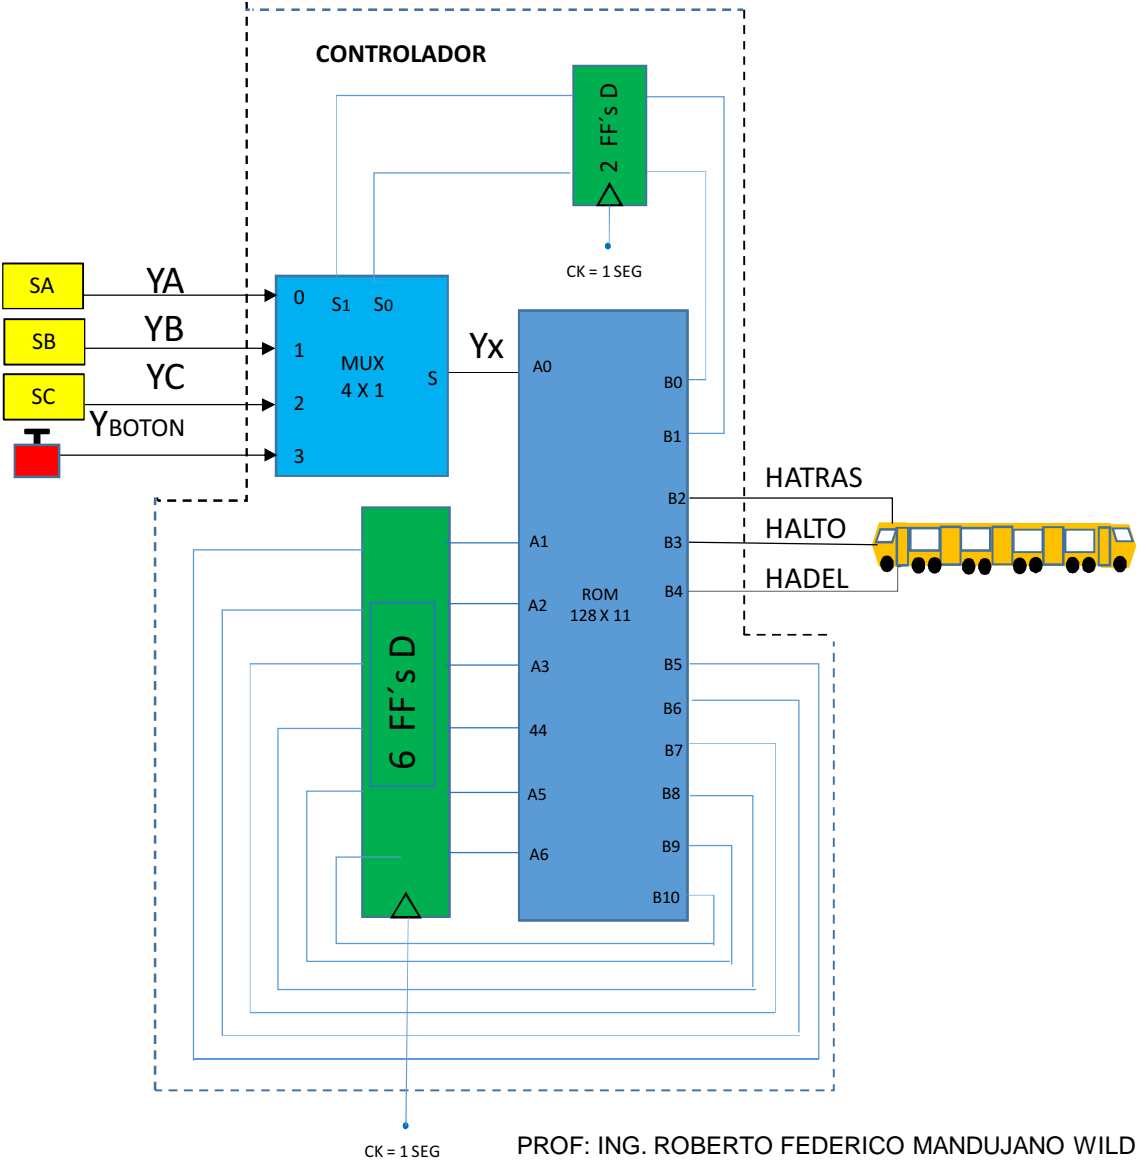 CONTROLADOR
2 FF´s D
CK = 1 SEG
SA
YA
SB
YB
SC
YC
YBOTON
0
1
2
3
S1 S0
MUX
4 X 1
S
Yx
A0
A1
A2
A3
44
A5
A6
ROM
128 X 11
B0
B1
B2
B3
B4
B5
B6
B7
B8
B9
B10
HATRAS
HALTO
HADEL
6 FF´s D
CK = 1 SEG
PROF: ING. ROBERTO FEDERICO MANDUJANO WILD